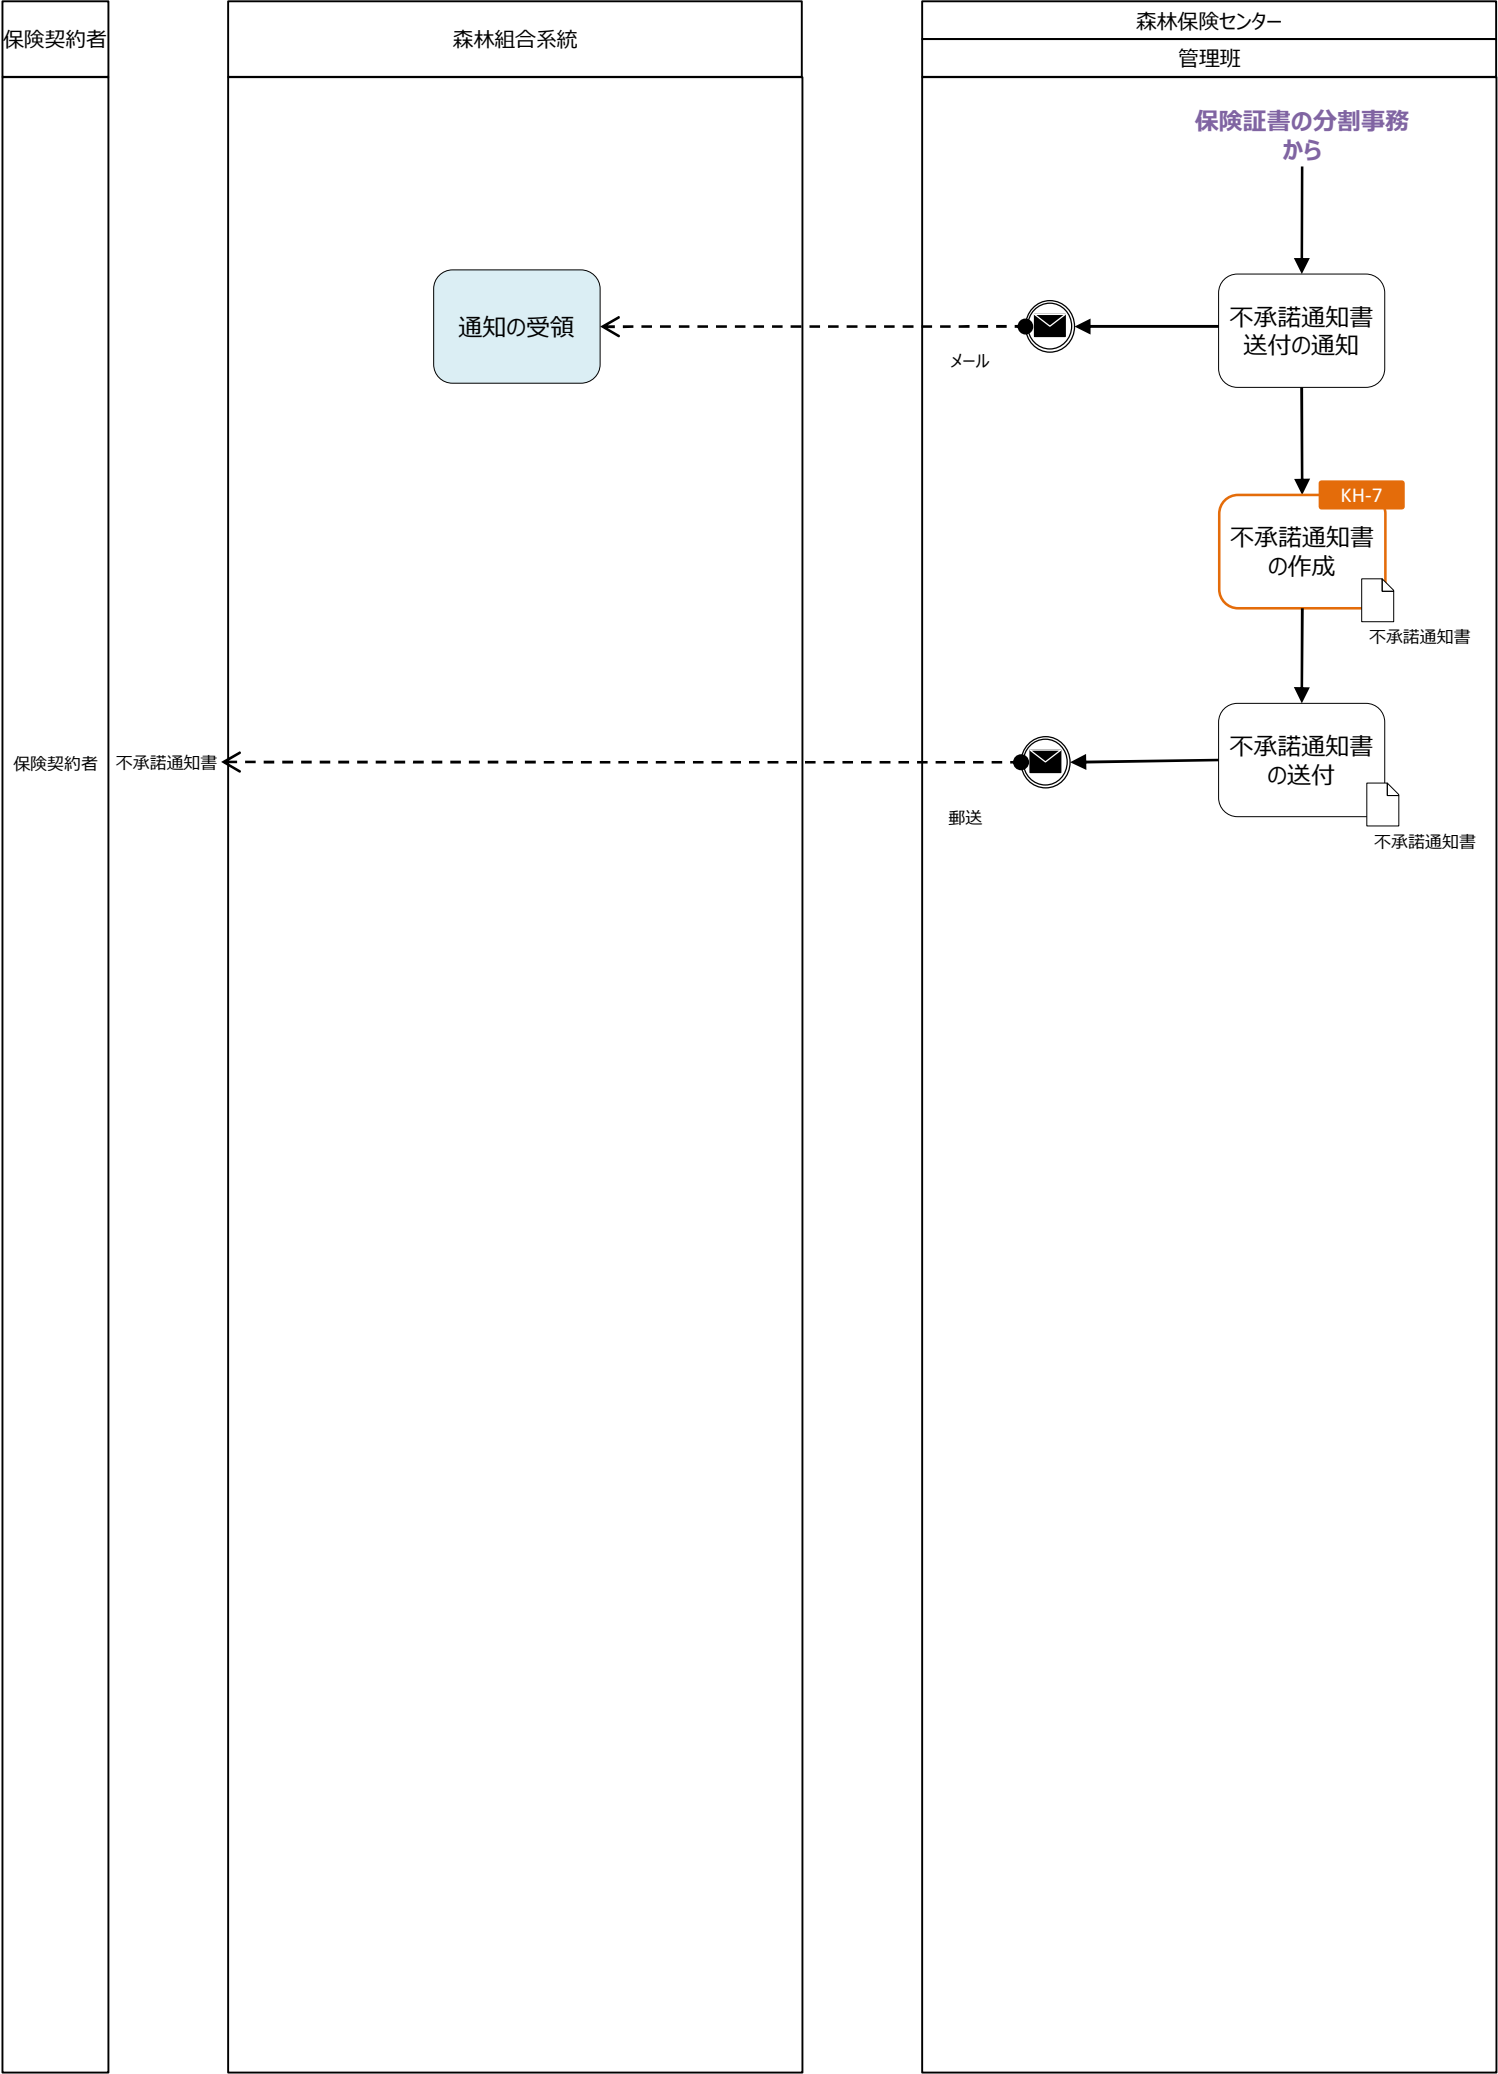 保険契約者
森林組合系統
森林保険センター
管理班
保険証書の分割事務
から
通知の受領
メール
不承諾通知書
送付の通知
KH-7
不承諾通知書
の作成
不承諾通知書
保険契約者
不承諾通知書
郵送
不承諾通知書
の送付
不承諾通知書